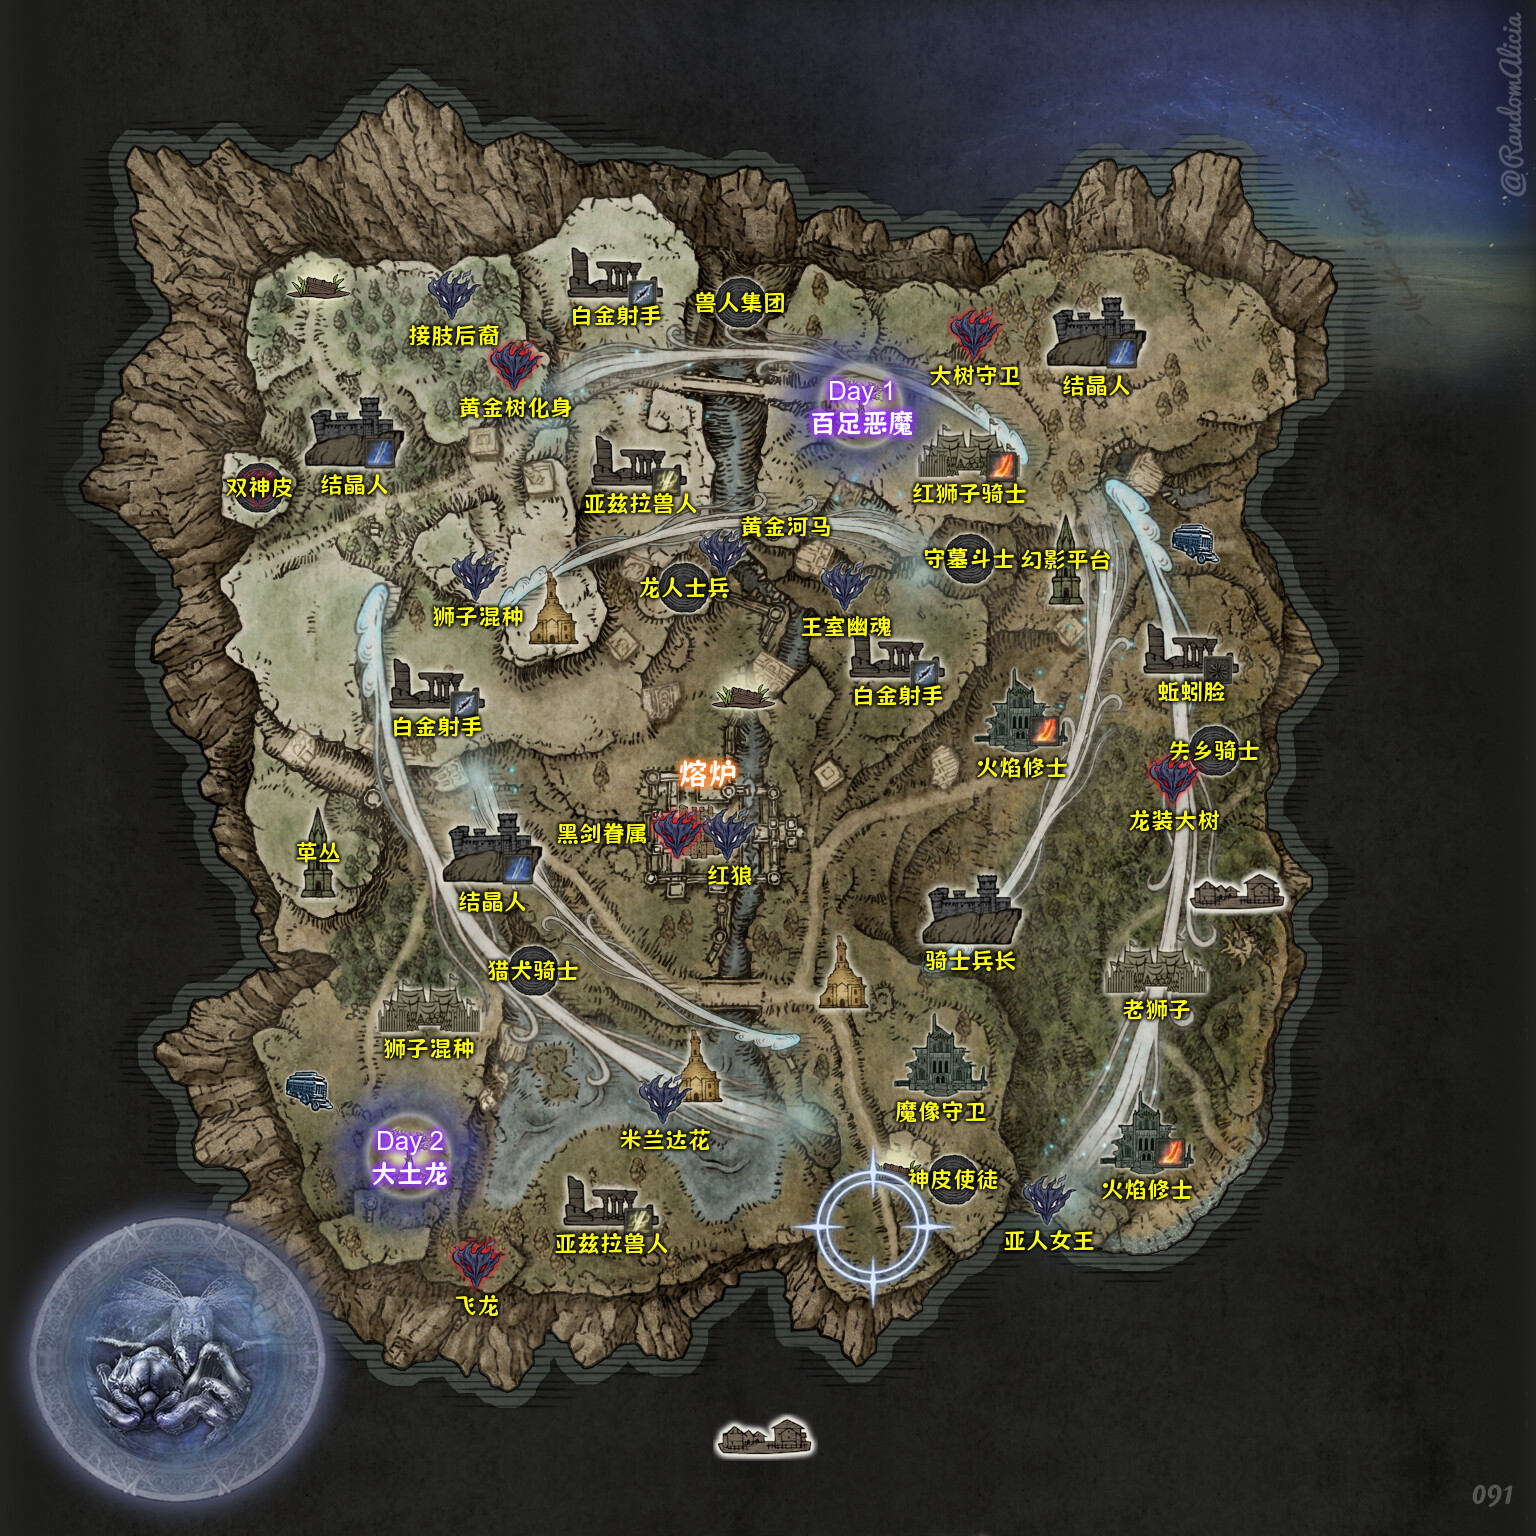 @RandomAlicia
接肢后裔
白金射手
兽人集团
黄金树化身
Day 1
百足恶魔
大树守卫
结晶人
双神皮
结晶人
亚兹拉兽人
红狮子骑士
黄金河马
守墓斗士
幻影平台
狮子混种
龙人士兵
王室幽魂
白金射手
白金射手
蚯蚓脸
火焰修士
失乡骑士
熔炉
龙装大树
草丛
黑剑眷属
红狼
结晶人
猎犬骑士
骑士兵长
老狮子
狮子混种
Day 2
大土龙
米兰达花
魔像守卫
神皮使徒
火焰修士
亚人女王
亚兹拉兽人
飞龙
091